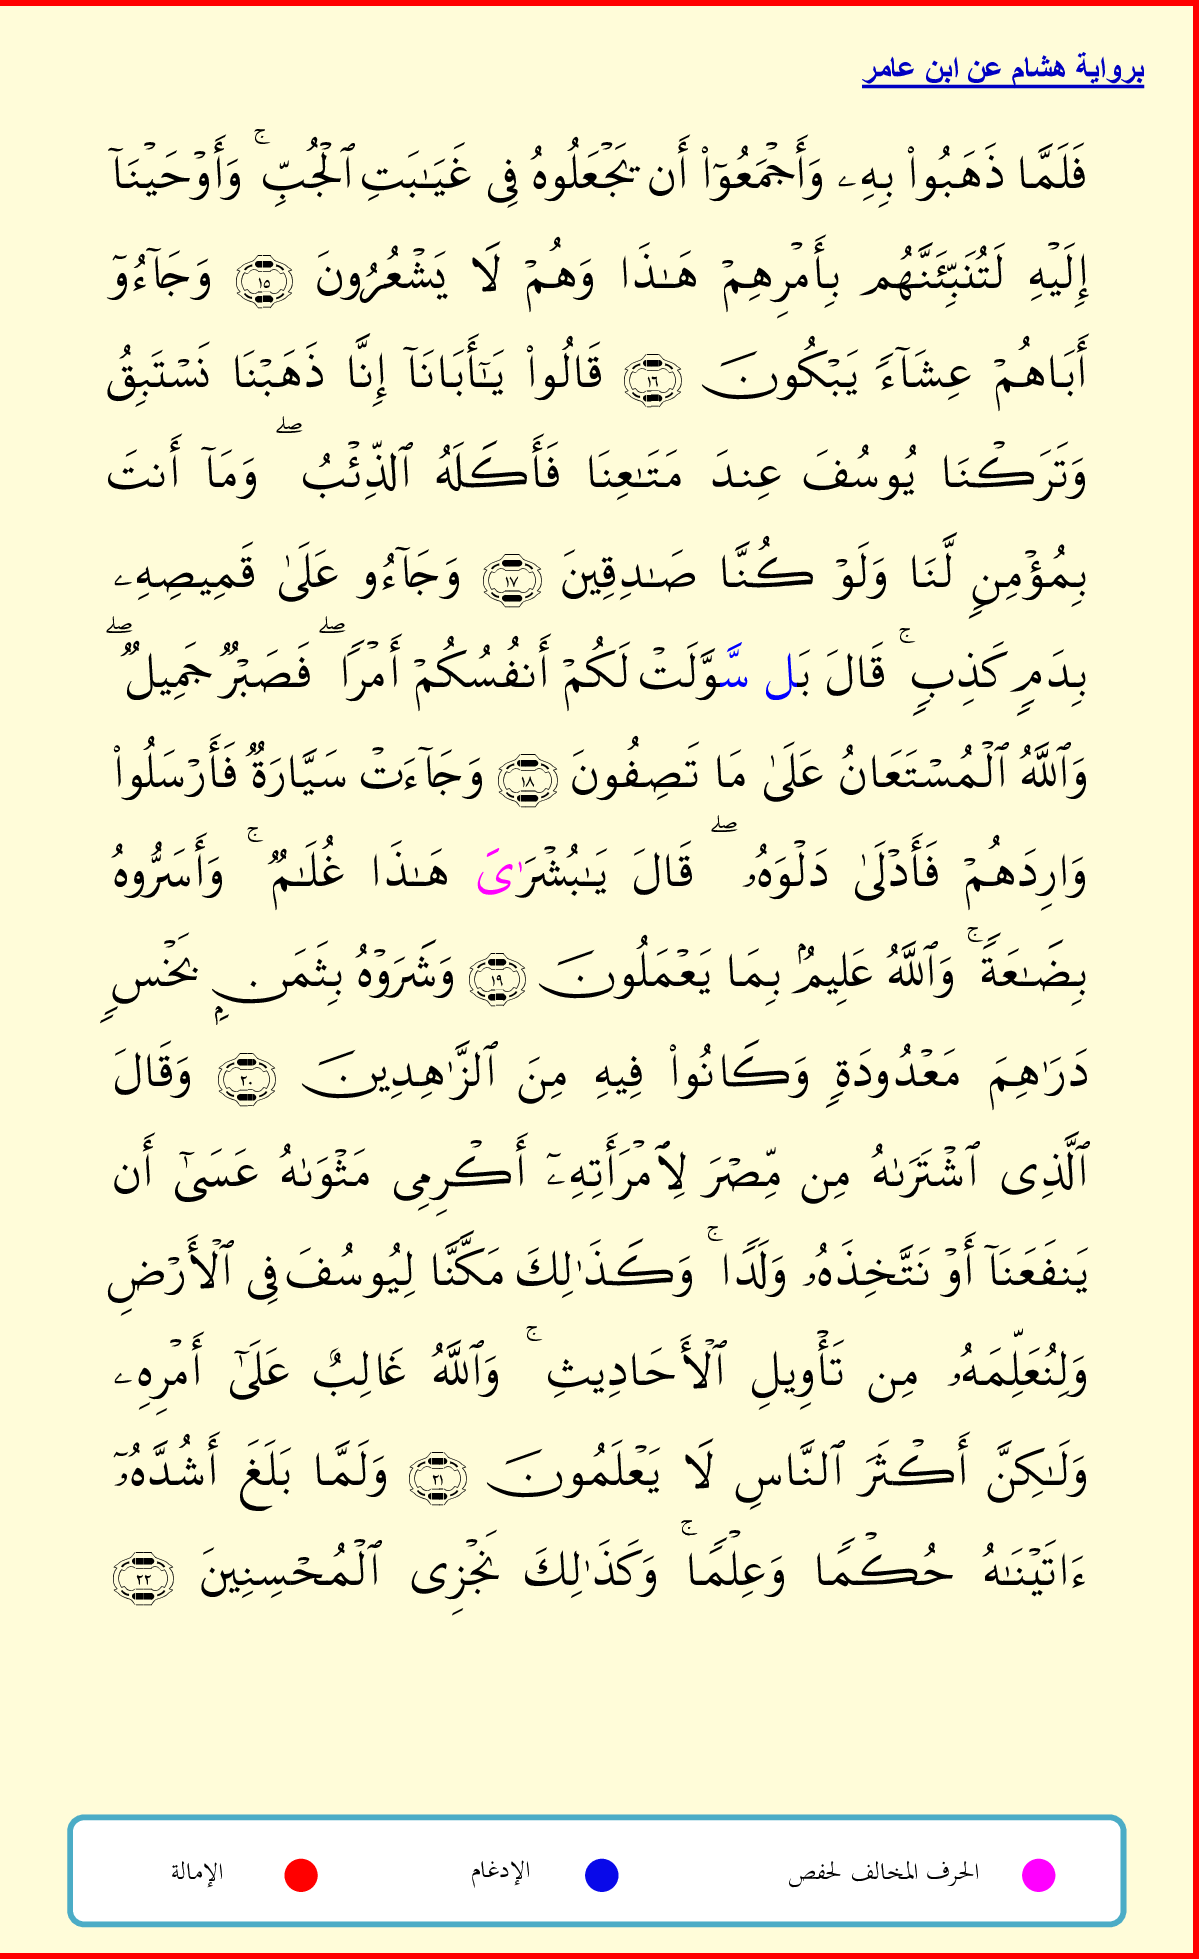 برواية هشام عن ابن عامر
فَلَمَّا ذَهَبُوا۟ بِهِۦ وَأَجْمَعُوٓا۟ أَن يَجْعَلُوهُ فِى غَيَـٰبَتِ ٱلْجُبِّ ۚ وَأَوْحَيْنَآ
إِلَيْهِ لَتُنَبِّئَنَّهُم بِأَمْرِهِمْ هَـٰذَا وَهُمْ لَا يَشْعُرُونَ ١٥ وَجَآءُوٓ
أَبَاهُمْ عِشَآءً يَبْكُونَ ١٦ قَالُوا۟ يَـٰٓأَبَانَآ إِنَّا ذَهَبْنَا نَسْتَبِقُ
وَتَرَكْنَا يُوسُفَ عِندَ مَتَـٰعِنَا فَأَكَلَهُ ٱلذِّئْبُ ۖ وَمَآ أَنتَ
بِمُؤْمِنٍ لَّنَا وَلَوْ كُنَّا صَـٰدِقِينَ ١٧ وَجَآءُو عَلَىٰ قَمِيصِهِۦ
بِدَمٍ كَذِبٍ ۚ قَالَ بَل سَّوَّلَتْ لَكُمْ أَنفُسُكُمْ أَمْرًا ۖ فَصَبْرٌ جَمِيلٌ ۖ
وَٱللَّهُ ٱلْمُسْتَعَانُ عَلَىٰ مَا تَصِفُونَ ١٨ وَجَآءَتْ سَيَّارَةٌ فَأَرْسَلُوا۟
وَارِدَهُمْ فَأَدْلَىٰ دَلْوَهُۥ ۖ قَالَ يَـٰبُشْرَٰىَ هَـٰذَا غُلَـٰمٌ ۚ وَأَسَرُّوهُ
بِضَـٰعَةً ۚ وَٱللَّهُ عَلِيمٌۢ بِمَا يَعْمَلُونَ ١٩ وَشَرَوْهُ بِثَمَنٍۭ بَخْسٍ
دَرَٰهِمَ مَعْدُودَةٍ وَكَانُوا۟ فِيهِ مِنَ ٱلزَّٰهِدِينَ ٢٠ وَقَالَ
ٱلَّذِى ٱشْتَرَىٰهُ مِن مِّصْرَ لِٱمْرَأَتِهِۦٓ أَكْرِمِى مَثْوَىٰهُ عَسَىٰٓ أَن
يَنفَعَنَآ أَوْ نَتَّخِذَهُۥ وَلَدًا ۚ وَكَذَٰلِكَ مَكَّنَّا لِيُوسُفَ فِى ٱلْأَرْضِ
وَلِنُعَلِّمَهُۥ مِن تَأْوِيلِ ٱلْأَحَادِيثِ ۚ وَٱللَّهُ غَالِبٌ عَلَىٰٓ أَمْرِهِۦ
وَلَـٰكِنَّ أَكْثَرَ ٱلنَّاسِ لَا يَعْلَمُونَ ٢١ وَلَمَّا بَلَغَ أَشُدَّهُۥٓ
ءَاتَيْنَـٰهُ حُكْمًا وَعِلْمًا ۚ وَكَذَٰلِكَ نَجْزِى ٱلْمُحْسِنِينَ ٢٢
الحرف المخالف لحفص الإدغام الإمالة